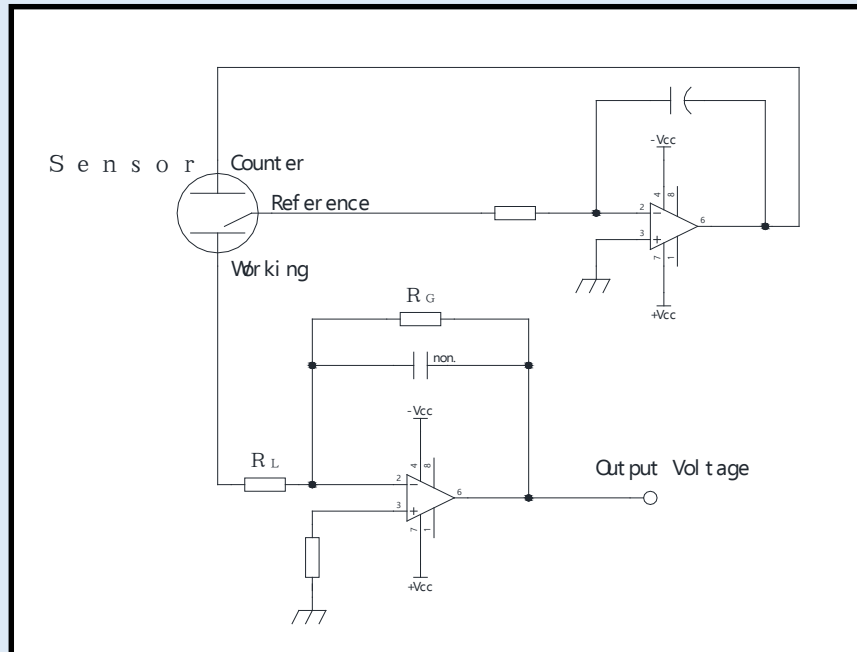 Sensor
Counter
Reference
Working
-Vcc
4
8
2
-
6
3
+
7
1
+Vcc
RG
non.
-Vcc
4
8
RL
2
-
6
3
+
7
1
+Vcc
Output Voltage